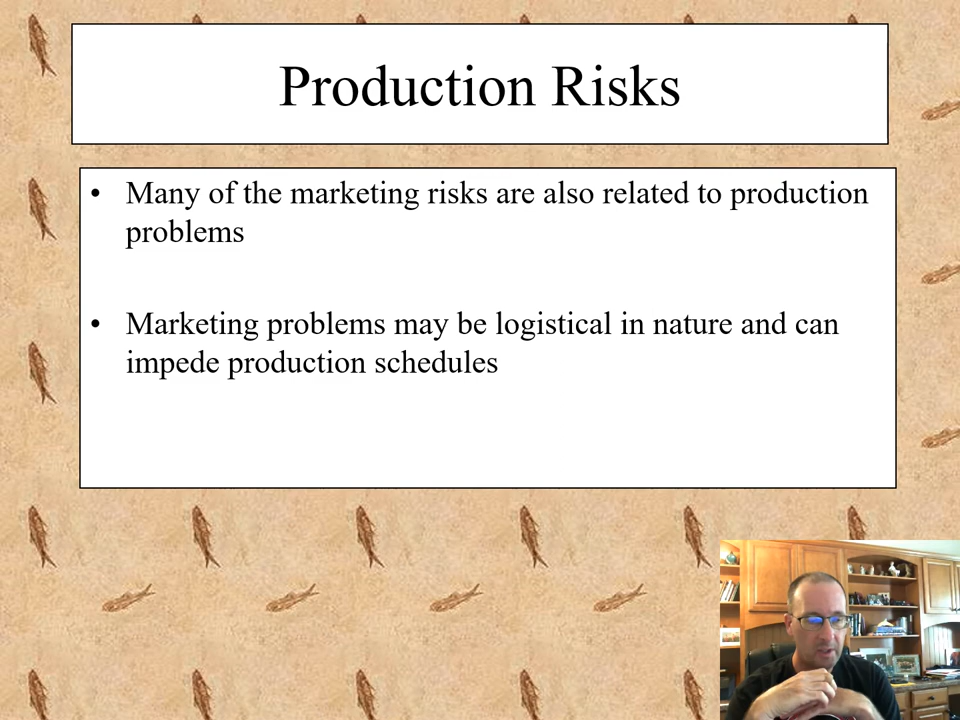 Production Risks
• Many of the marketing risks are also related to production
problems
• Marketing problems may be logistical in nature and can
impede production schedules